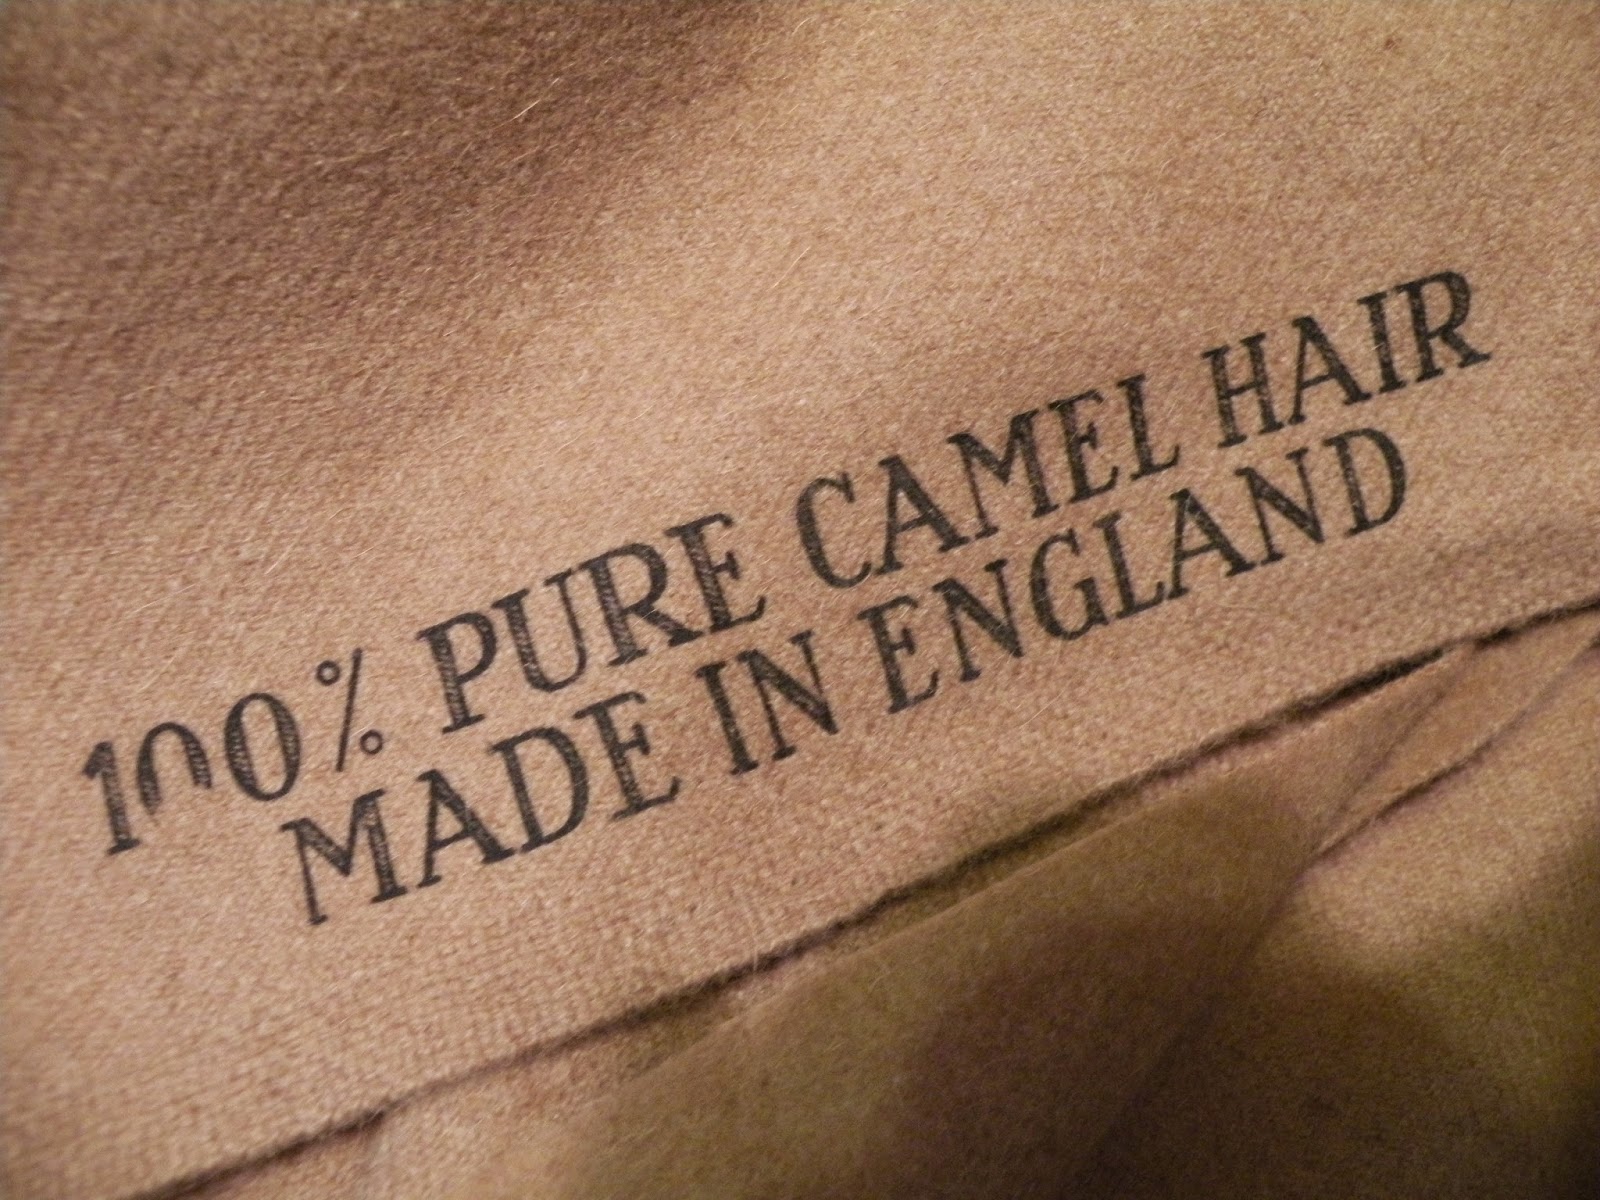 100% PURE CAMEL HAIR
MADE IN ENGLAND